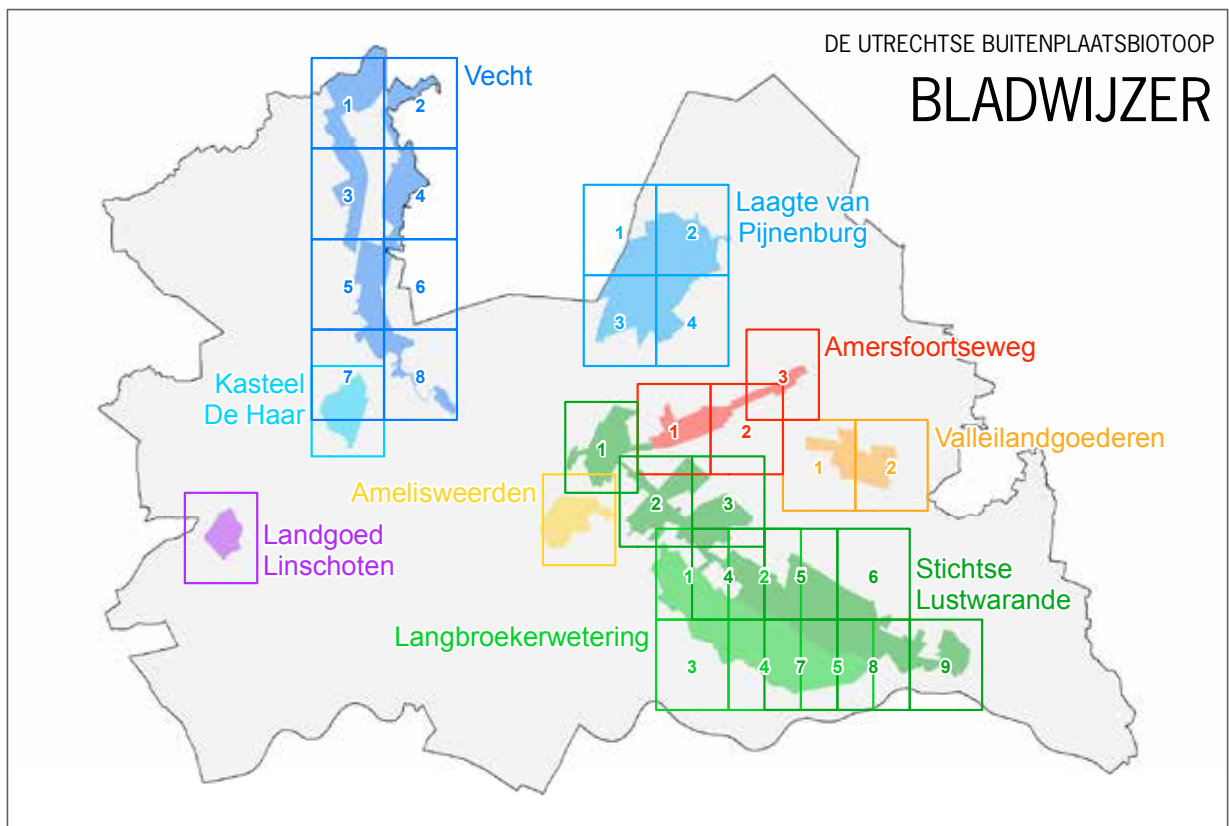 DE UTRECHTSE BUITENPLAATSBIOTOOP
BLADWIJZER
Vecht
1
2
3
4
5
6
7
8
Laagte van
Pijnenburg
1
2
3
4
Kasteel
De Haar
Amersfoortseweg
3
1
2
Valleilandgoederen
1
2
Amelisweerden
Landgoed
Linschoten
Stichtse
Lustwarande
1
2
3
4
5
6
7
8
9
Langbroekerwetering
1
2
3
4
5